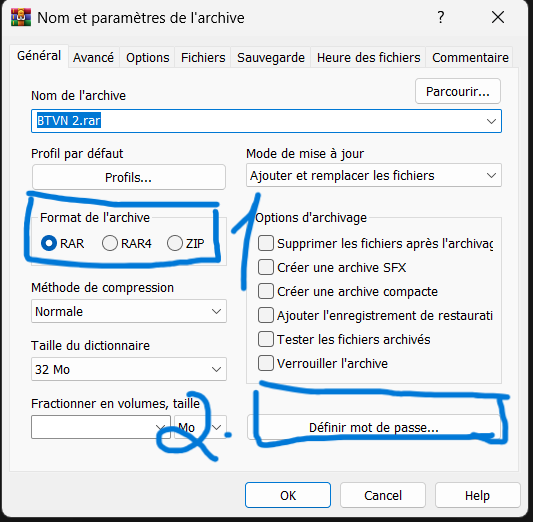 Nom et paramètres de l'archive
Général Avancé Options Fichiers Sauvegarde Heure des fichiers Commentaire
Nom de l'archive
Parcourir...
BTVN 2.rar
Profil par défaut
Profils...
Mode de mise à jour
Ajouter et remplacer les fichiers
1
Format de l'archive
RAR RAR4 ZIP
Options d'archivage
Supprimer les fichiers après l'archivag
Créer une archive SFX
Créer une archive compacte
Ajouter l'enregistrement de restaurati
Tester les fichiers archivés
Verrouiller l'archive
Méthode de compression
Normale
Taille du dictionnaire
32 Mo
Fractionner en volumes, taille
Mo
2.
Définir mot de passe...
OK Cancel Help